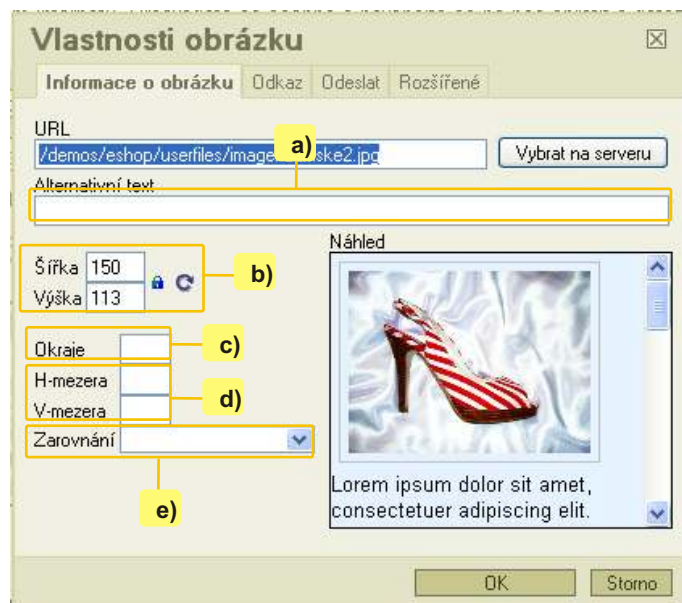 Vlastnosti obrázku
Informace o obrázku Odkaz Odeslat Rozšířené
URL
a)
/demos/eshop/userfiles/image ske2.jpg Vybrat na serveru
Alternativní text
Náhled
Šířka 150
b)
Výška 113
Okraje
c)
H-mezera
d)
V-mezera
Zarovnání
e)
Lorem ipsum dolor sit amet,
consectetuer adipiscing elit.
OK Storno